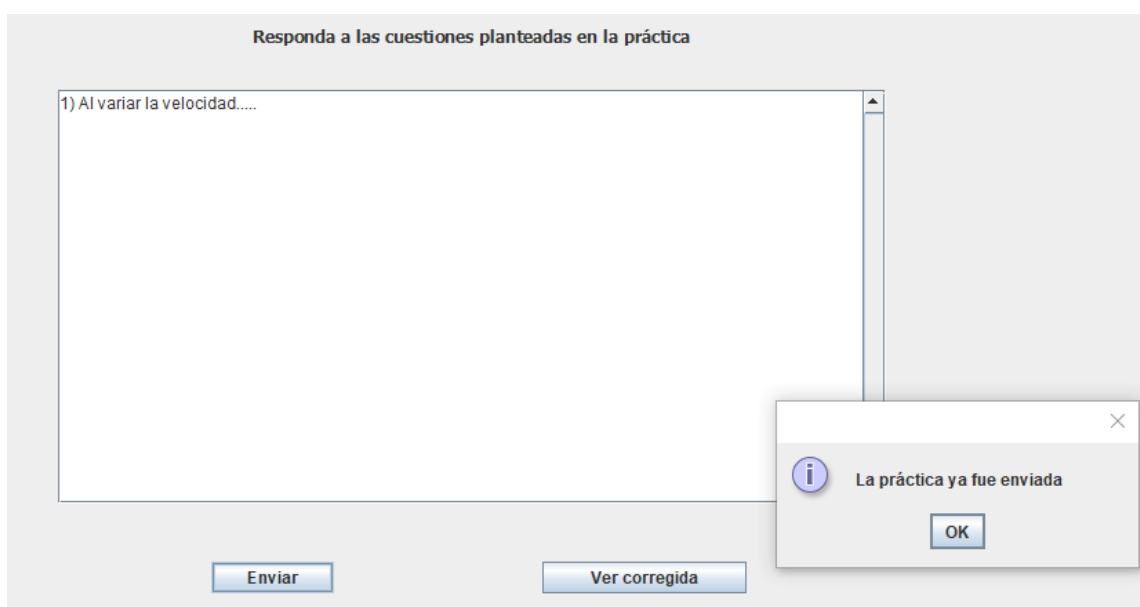 Responda a las cuestiones planteadas en la práctica
1) Al variar la velocidad.....
La práctica ya fue enviada
OK
Enviar
Ver corregida